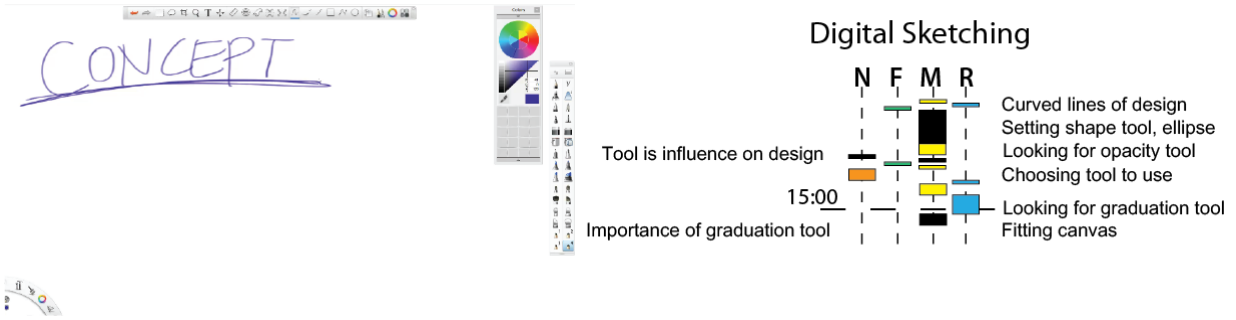 CONCEPT
Colors
Digital Sketching
N F M R
Curved lines of design
Setting shape tool, ellipse
Tool is influence on design
Looking for opacity tool
Choosing tool to use
15:00
Looking for graduation tool
Importance of graduation tool
Fitting canvas